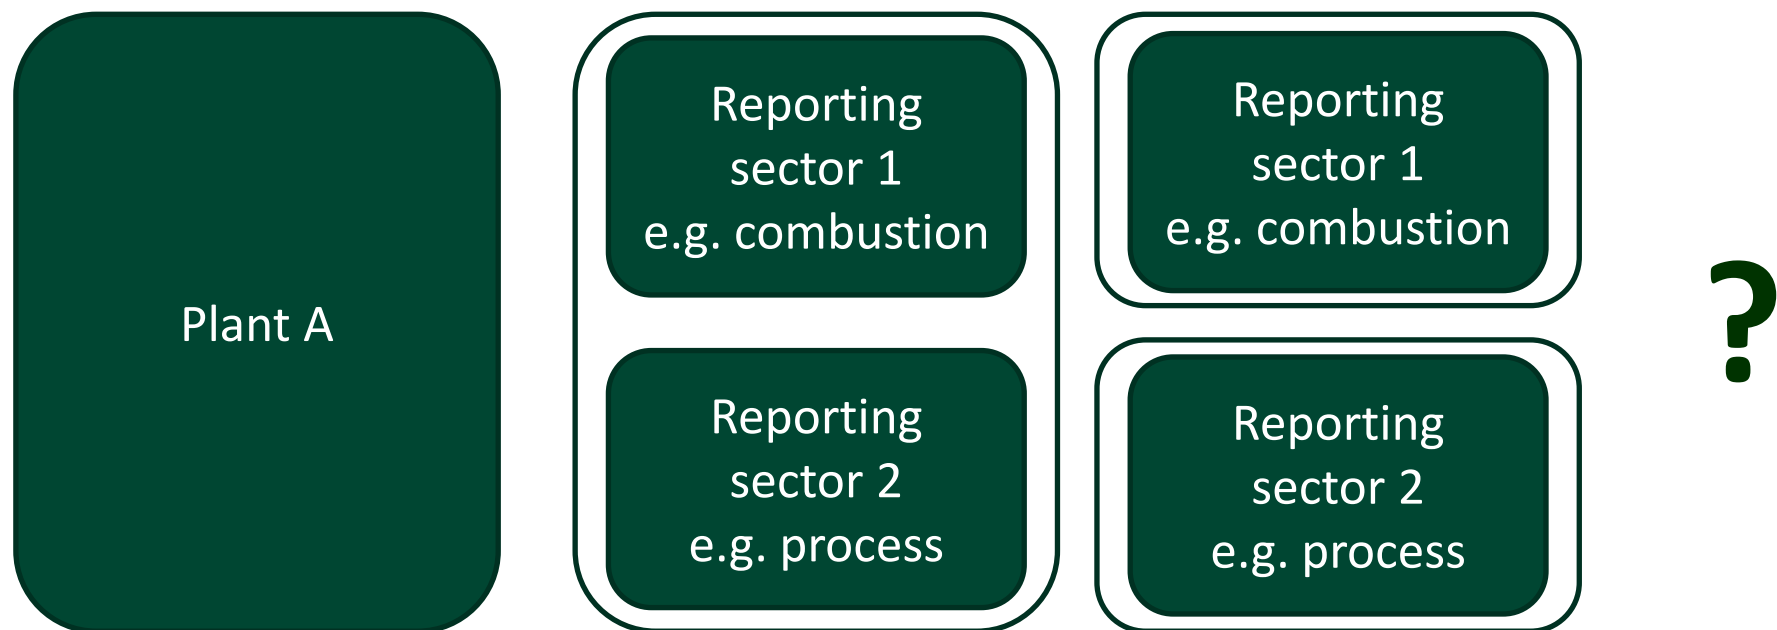 Plant A
Reporting
sector 1
e.g. combustion
Reporting
sector 2
e.g. process
Reporting
sector 1
e.g. combustion
Reporting
sector 2
e.g. process
?